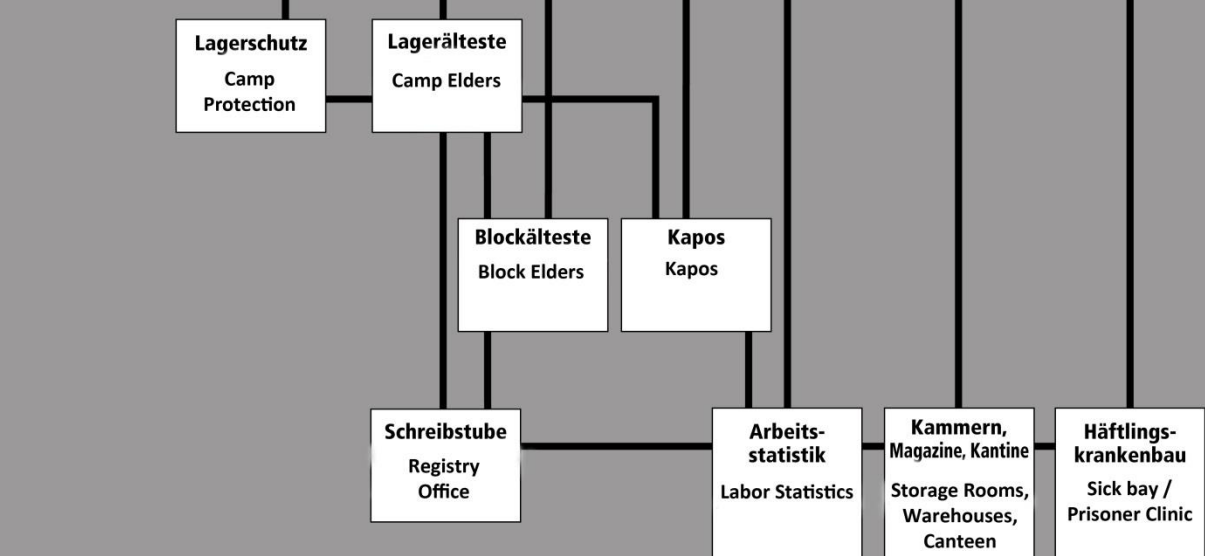 Lagerschutz
Camp
Protection
Lagerälteste
Camp Elders
Blockälteste
Block Elders
Kapos
Kapos
Schreibstube
Registry
Office
Arbeits-
statistik
Labor Statistics
Kammern,
Magazine, Kantine
Storage Rooms,
Warehouses,
Canteen
Häftlings-
krankenbau
Sick bay /
Prisoner Clinic